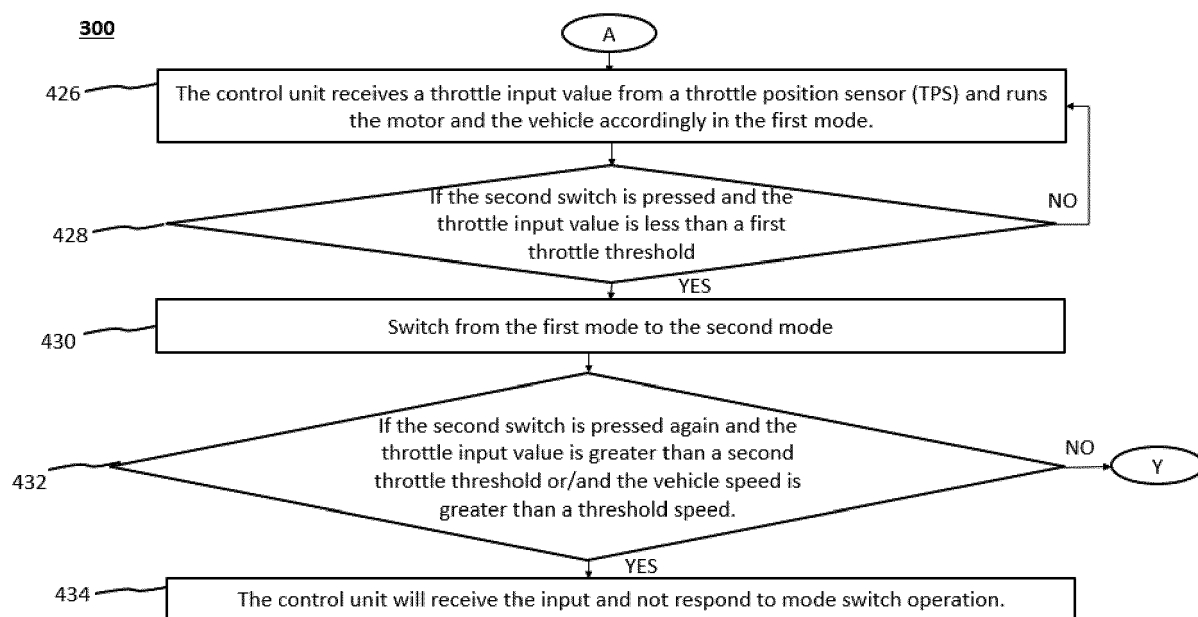 300
A
426
The control unit receives a throttle input value from a throttle position sensor (TPS) and runs
the motor and the vehicle accordingly in the first mode.
NO
If the second switch is pressed and the
throttle input value is less than a first
throttle threshold
428
YES
Switch from the first mode to the second mode
430
If the second switch is pressed again and the
throttle input value is greater than a second
throttle threshold or/and the vehicle speed is
greater than a threshold speed.
NO
Y
432
YES
434
The control unit will receive the input and not respond to mode switch operation.